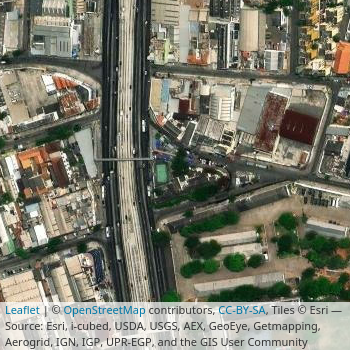 Leaflet | © OpenStreetMap contributors, CC-BY-SA, Tiles © Esri —
Source: Esri, i-cubed, USDA, USGS, AEX, GeoEye, Getmapping,
Aerogrid, IGN, IGP, UPR-EGP, and the GIS User Community